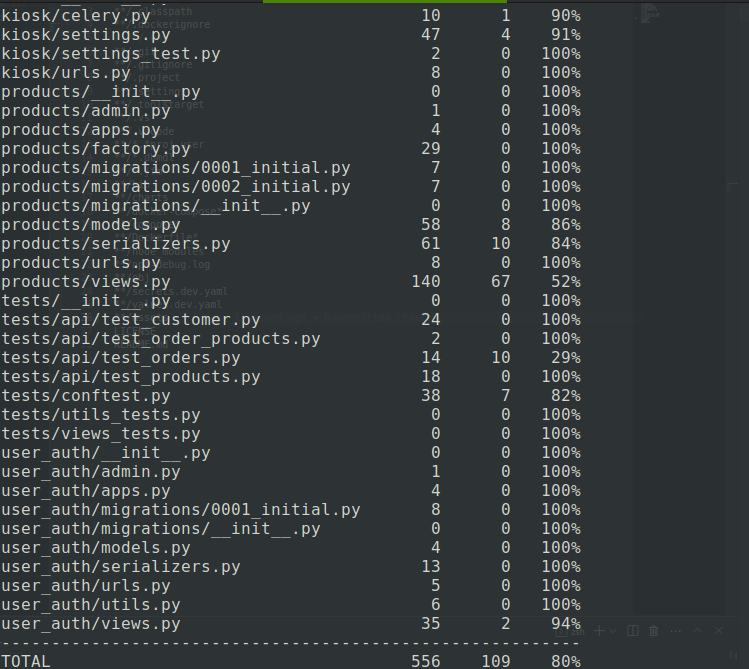 kiosk/celery.py 10 1 90%
kiosk/settings.py 47 4 91%
kiosk/settings_test.py 2 0 100%
kiosk/urls.py 8 0 100%
products/__init__.py 0 0 100%
products/admin.py 1 0 100%
products/apps.py 4 0 100%
products/factory.py 29 0 100%
products/migrations/0001_initial.py 7 0 100%
products/migrations/0002_initial.py 7 0 100%
products/migrations/__init__.py 0 0 100%
products/models.py 58 8 86%
products/serializers.py 61 10 84%
products/urls.py 8 0 100%
products/views.py 140 67 52%
tests/__init__.py 0 0 100%
tests/api/test_customer.py 24 0 100%
tests/api/test_order_products.py 2 0 100%
tests/api/test_orders.py 14 10 29%
tests/api/test_products.py 18 0 100%
tests/conftest.py 38 7 82%
tests/utils_tests.py 0 0 100%
tests/views_tests.py 0 0 100%
user_auth/__init__.py 0 0 100%
user_auth/admin.py 1 0 100%
user_auth/apps.py 4 0 100%
user_auth/migrations/0001_initial.py 8 0 100%
user_auth/migrations/__init__.py 0 0 100%
user_auth/models.py 4 0 100%
user_auth/serializers.py 13 0 100%
user_auth/urls.py 5 0 100%
user_auth/utils.py 6 0 100%
user_auth/views.py 35 2 94%
----------------------------------------------------------
TOTAL 556 109 80%